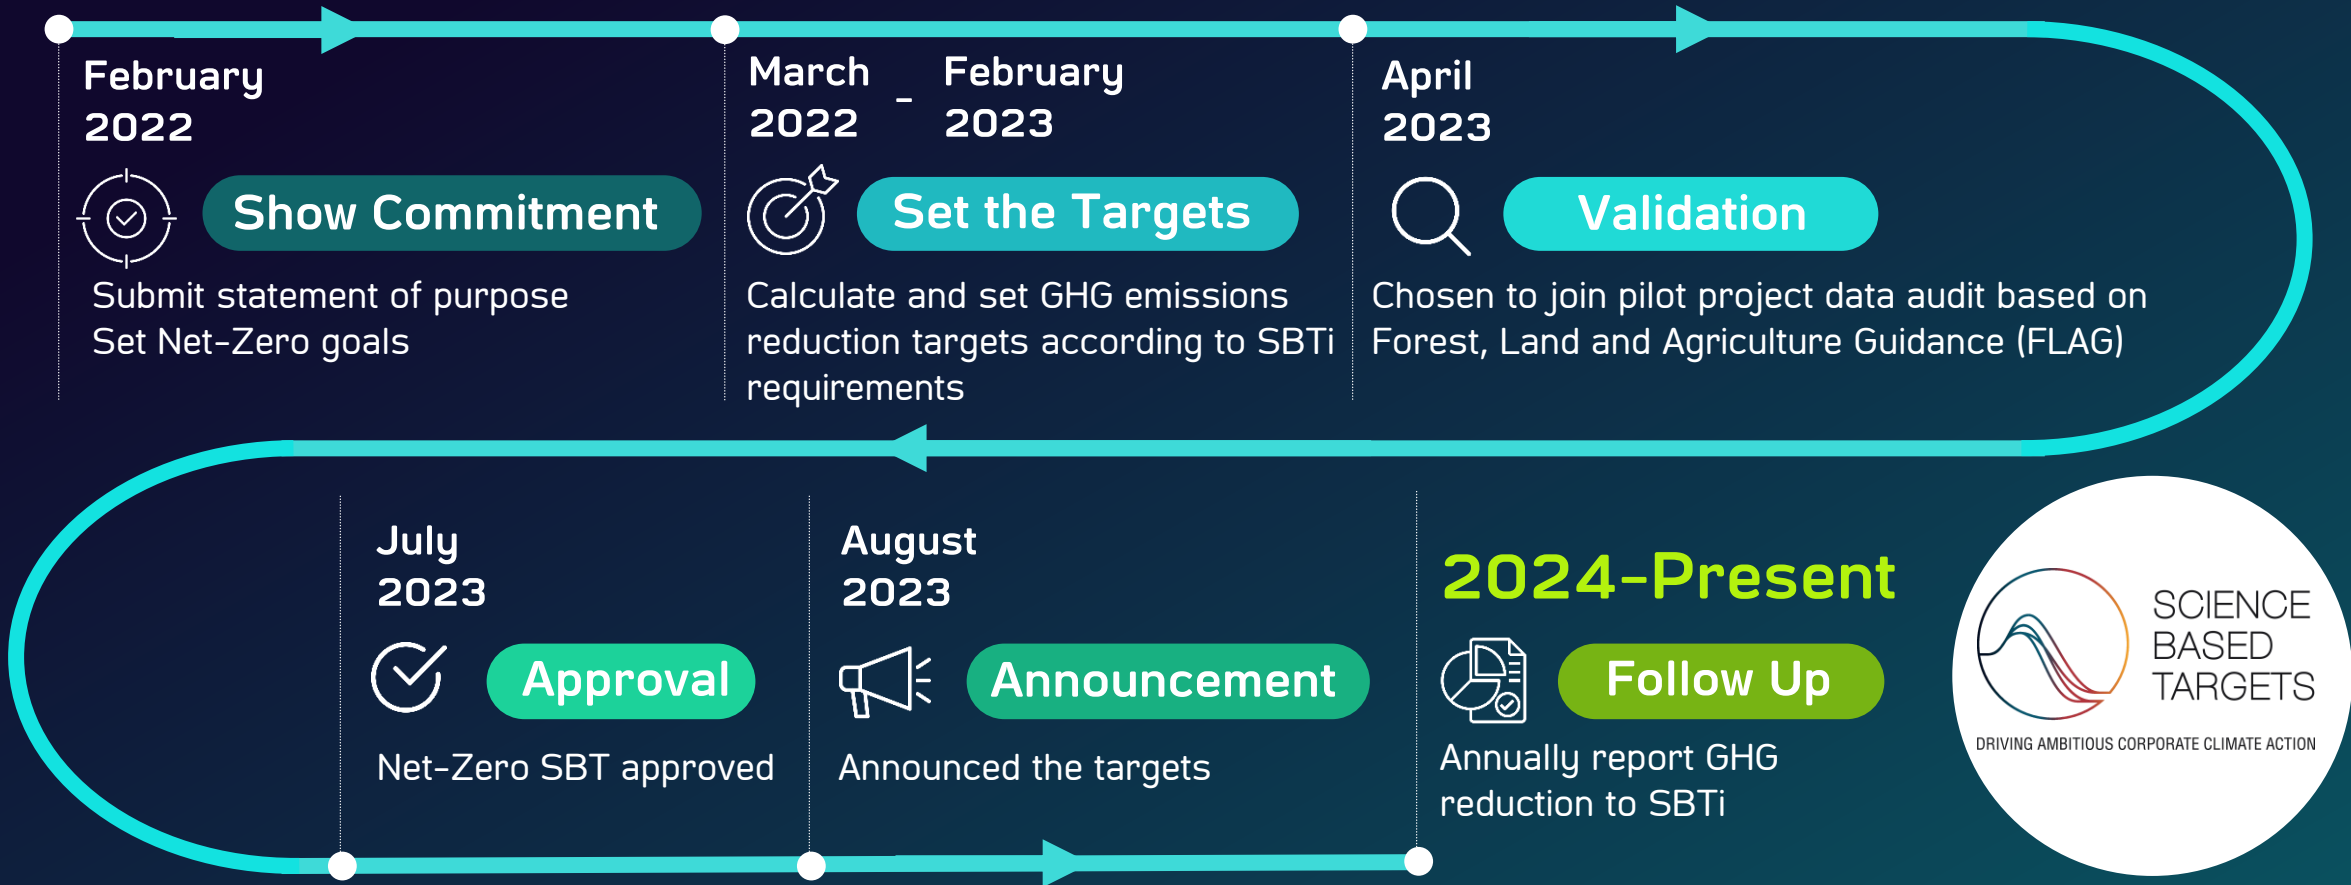 February
2022
Show Commitment
Submit statement of purpose
Set Net-Zero goals
March
2022
-
February
2023
Set the Targets
Calculate and set GHG emissions
reduction targets according to SBTi
requirements
April
2023
Validation
Chosen to join pilot project data audit based on
Forest, Land and Agriculture Guidance (FLAG)
July
2023
Approval
Net-Zero SBT approved
August
2023
Announcement
Announced the targets
2024-Present
Follow Up
Annually report GHG
reduction to SBTi
SCIENCE
BASED
TARGETS
DRIVING AMBITIOUS CORPORATE CLIMATE ACTION